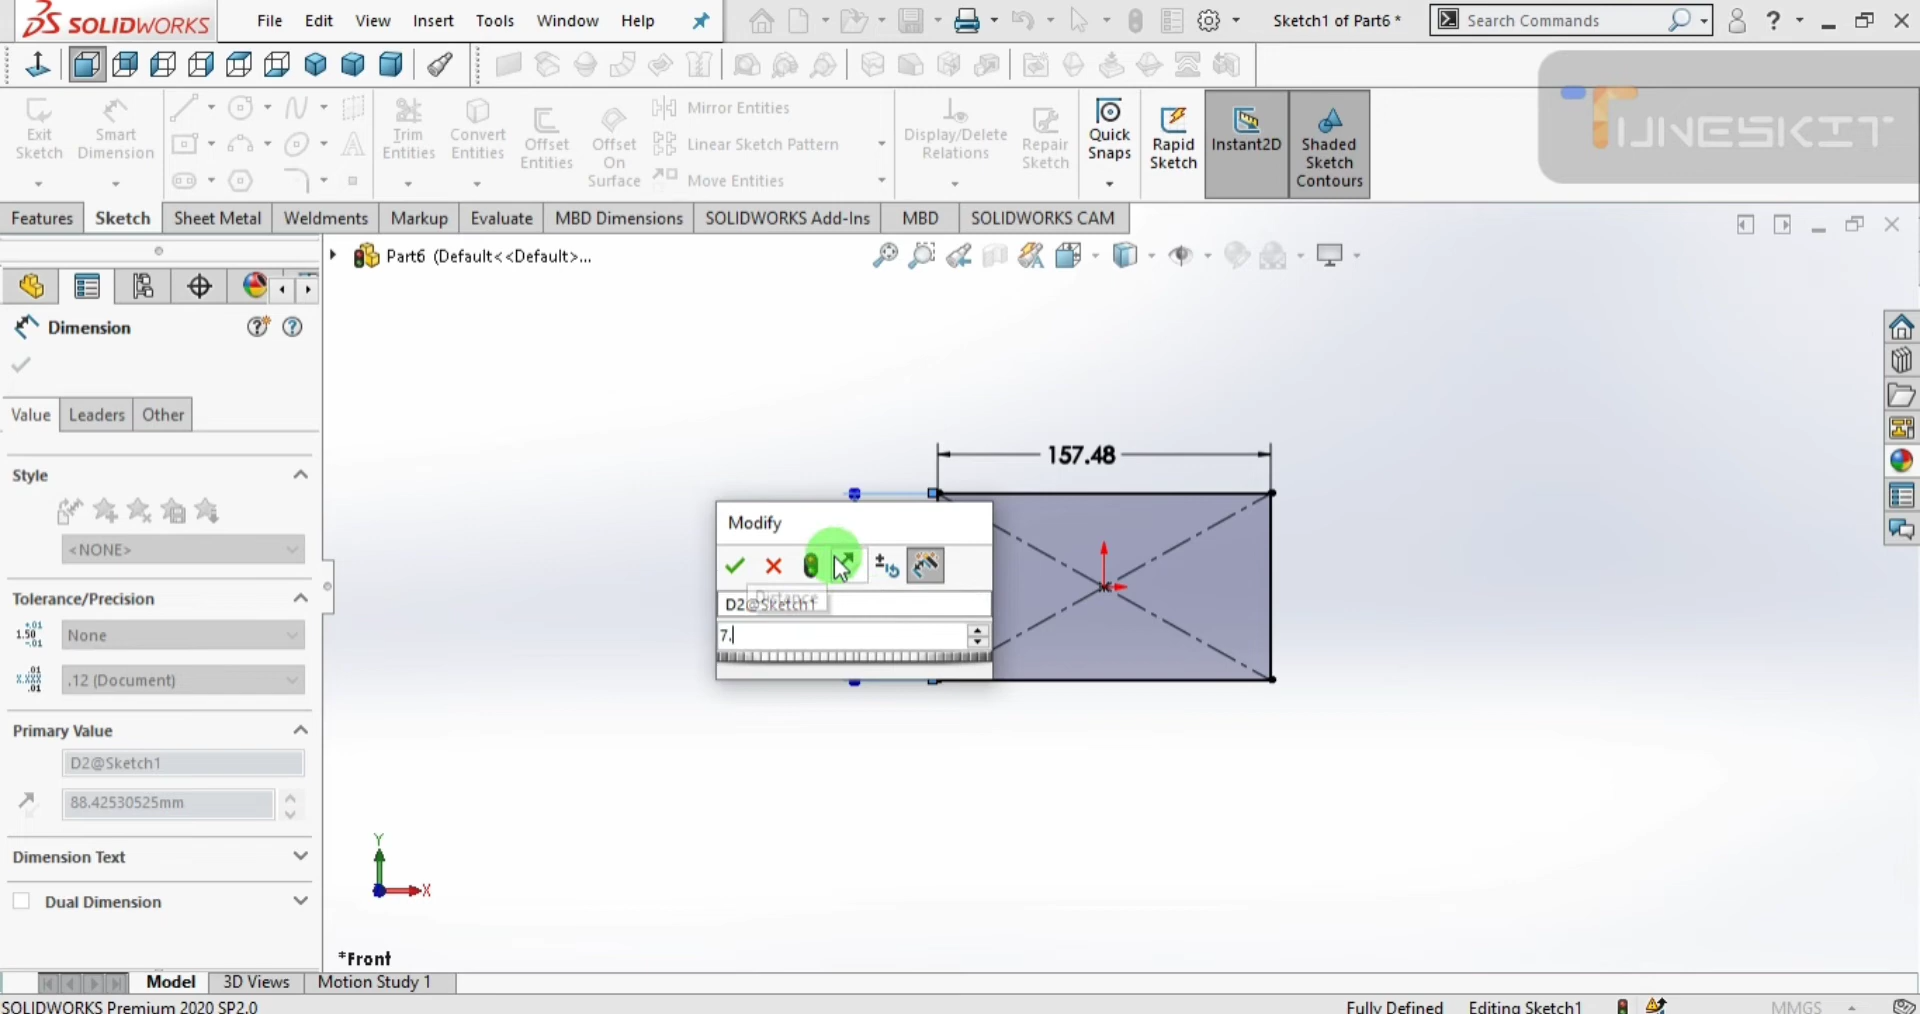 SOLIDWORKS File Edit View Insert Tools Window Help Sketch1 of Part6 * Search Commands ?
TUNESKIT
Exit Sketch
Smart Dimension
Trim Entities
Convert Entities
Offset Entities
Offset On Surface
Mirror Entities
Linear Sketch Pattern
Move Entities
Display/Delete Relations
Repair Sketch
Quick Snaps
Rapid Sketch
Instant2D
Shaded Sketch Contours
Features Sketch Sheet Metal Weldments Markup Evaluate MBD Dimensions SOLIDWORKS Add-Ins MBD SOLIDWORKS CAM
Part6 (Default<<Default>...
Dimension
Value Leaders Other
Style
<NONE>
Tolerance/Precision
None
.12 (Document)
Primary Value
D2@Sketch1
88.42530525mm
Dimension Text
Dual Dimension
157.48
Modify
Distance
D2@Sketch1
7.
Y
X
*Front
Model 3D Views Motion Study 1
SOLIDWORKS Premium 2020 SP2.0 Fully Defined Editing Sketch1 MMGS